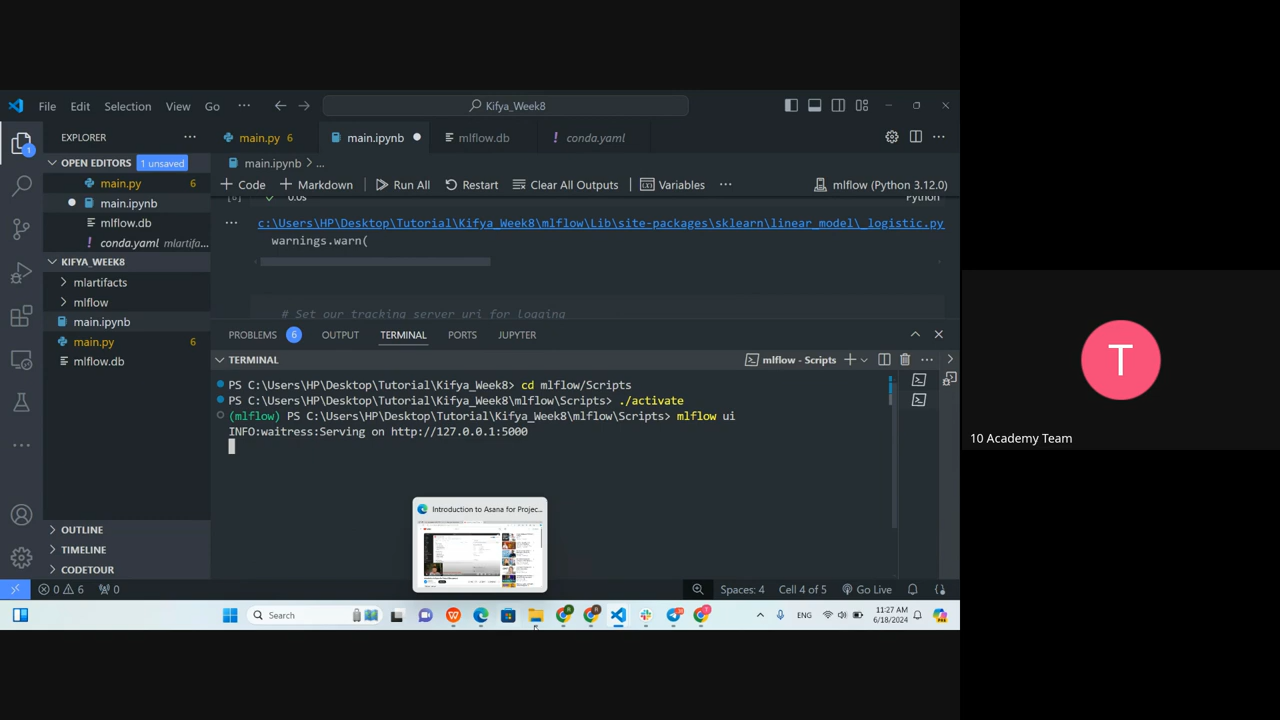 File Edit Selection View Go ··· Kifya_Week8
EXPLORER ···
OPEN EDITORS 1 unsaved
main.py 6
main.ipynb
mlflow.db
conda.yaml mlartifa...
KIFYA_WEEK8
mlartifacts
mlflow
main.ipynb
main.py 6
mlflow.db
OUTLINE
TIMELINE
CODETOUR
main.py 6 main.ipynb mlflow.db conda.yaml
main.ipynb > ...
+ Code + Markdown Run All Restart Clear All Outputs Variables ··· mlflow (Python 3.12.0)
[6] 0.0s Python
c:\Users\HP\Desktop\Tutorial\Kifya_Week8\mlflow\Lib\site-packages\sklearn\linear_model\_logistic.py
warnings.warn(
# Set our tracking server uri for logging
PROBLEMS 6 OUTPUT TERMINAL PORTS JUPYTER
TERMINAL mlflow - Scripts
PS C:\Users\HP\Desktop\Tutorial\Kifya_Week8> cd mlflow/Scripts
PS C:\Users\HP\Desktop\Tutorial\Kifya_Week8\mlflow\Scripts> ./activate
(mlflow) PS C:\Users\HP\Desktop\Tutorial\Kifya_Week8\mlflow\Scripts> mlflow ui
INFO:waitress:Serving on http://127.0.0.1:5000
Introduction to Asana for Projec...
0 6 0 Spaces: 4 Cell 4 of 5 Go Live
Search ENG 11:27 AM
6/18/2024
T
10 Academy Team